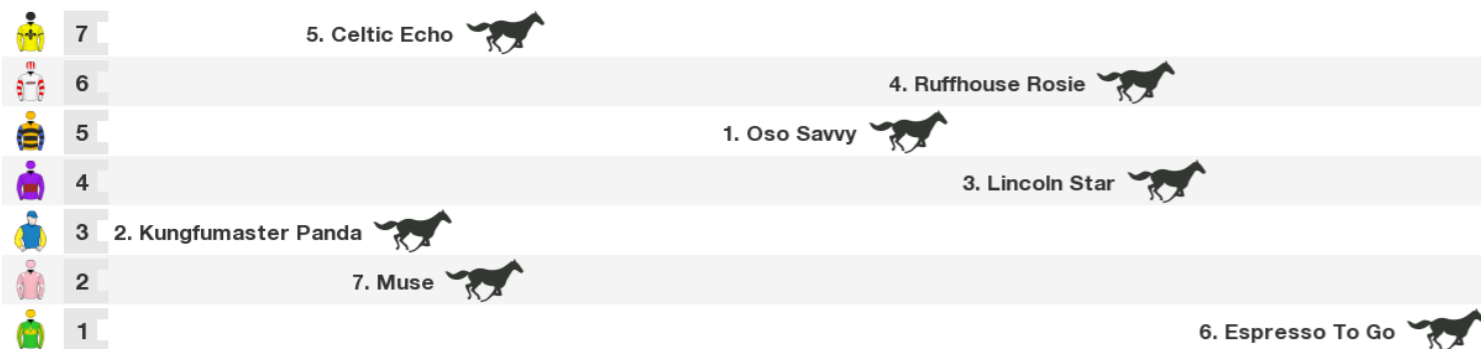 7 5. Celtic Echo
6 4. Ruffhouse Rosie
5 1. Oso Savvy
4 3. Lincoln Star
3 2. Kungfumaster Panda
2 7. Muse
1 6. Espresso To Go